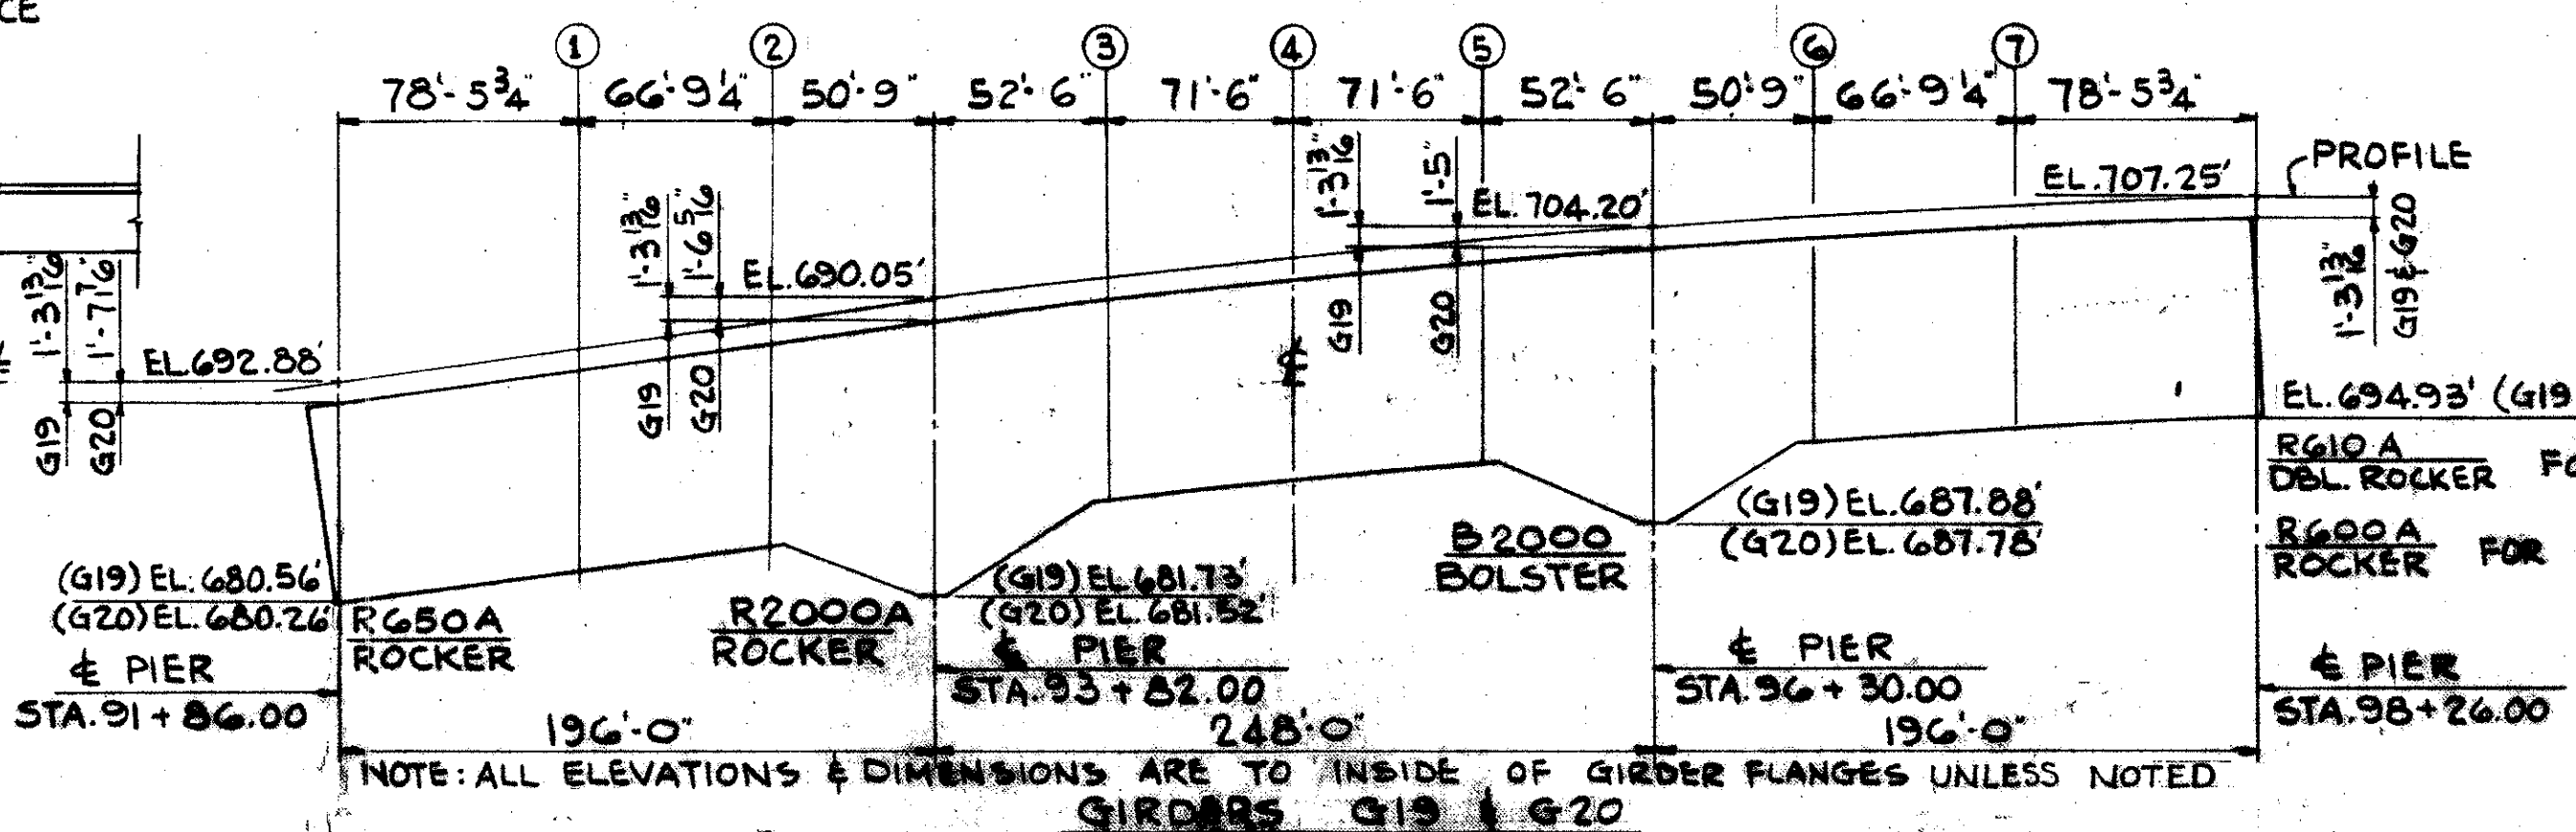 CE
1 2 3 4 5 6 7
78'-5 3/4" 66'-9 1/4" 50'-9" 52'-6" 71'-6" 71'-6" 52'-6" 50'-9" 66'-9 1/4" 78'-5 3/4"
PROFILE
EL.707.25'
1'-3 13/16" 1'-5" EL.704.20'
G19 G20
1'-3 13/16"
G19 & G20
1'-3 13/16" 1'-6 5/16" EL.690.05'
G19 G20
1'-3 13/16" 1'-7 7/16" EL.692.88'
G19 G20
EL.694.93' (G19
R610 A
DBL. ROCKER
R600 A
ROCKER FOR
(G19) EL.687.88'
(G20) EL.687.78'
B2000
BOLSTER
(G19) EL.680.56'
(G20) EL.680.26'
R650A
ROCKER
R2000A
ROCKER
(G19) EL.681.73'
(G20) EL.681.52'
℄ PIER
STA.91+86.00
℄ PIER
STA.93+82.00
℄ PIER
STA.96+30.00
℄ PIER
STA.98+26.00
196'-0" 248'-0" 196'-0"
NOTE: ALL ELEVATIONS & DIMENSIONS ARE TO INSIDE OF GIRDER FLANGES UNLESS NOTED
GIRDERS G19 & G20